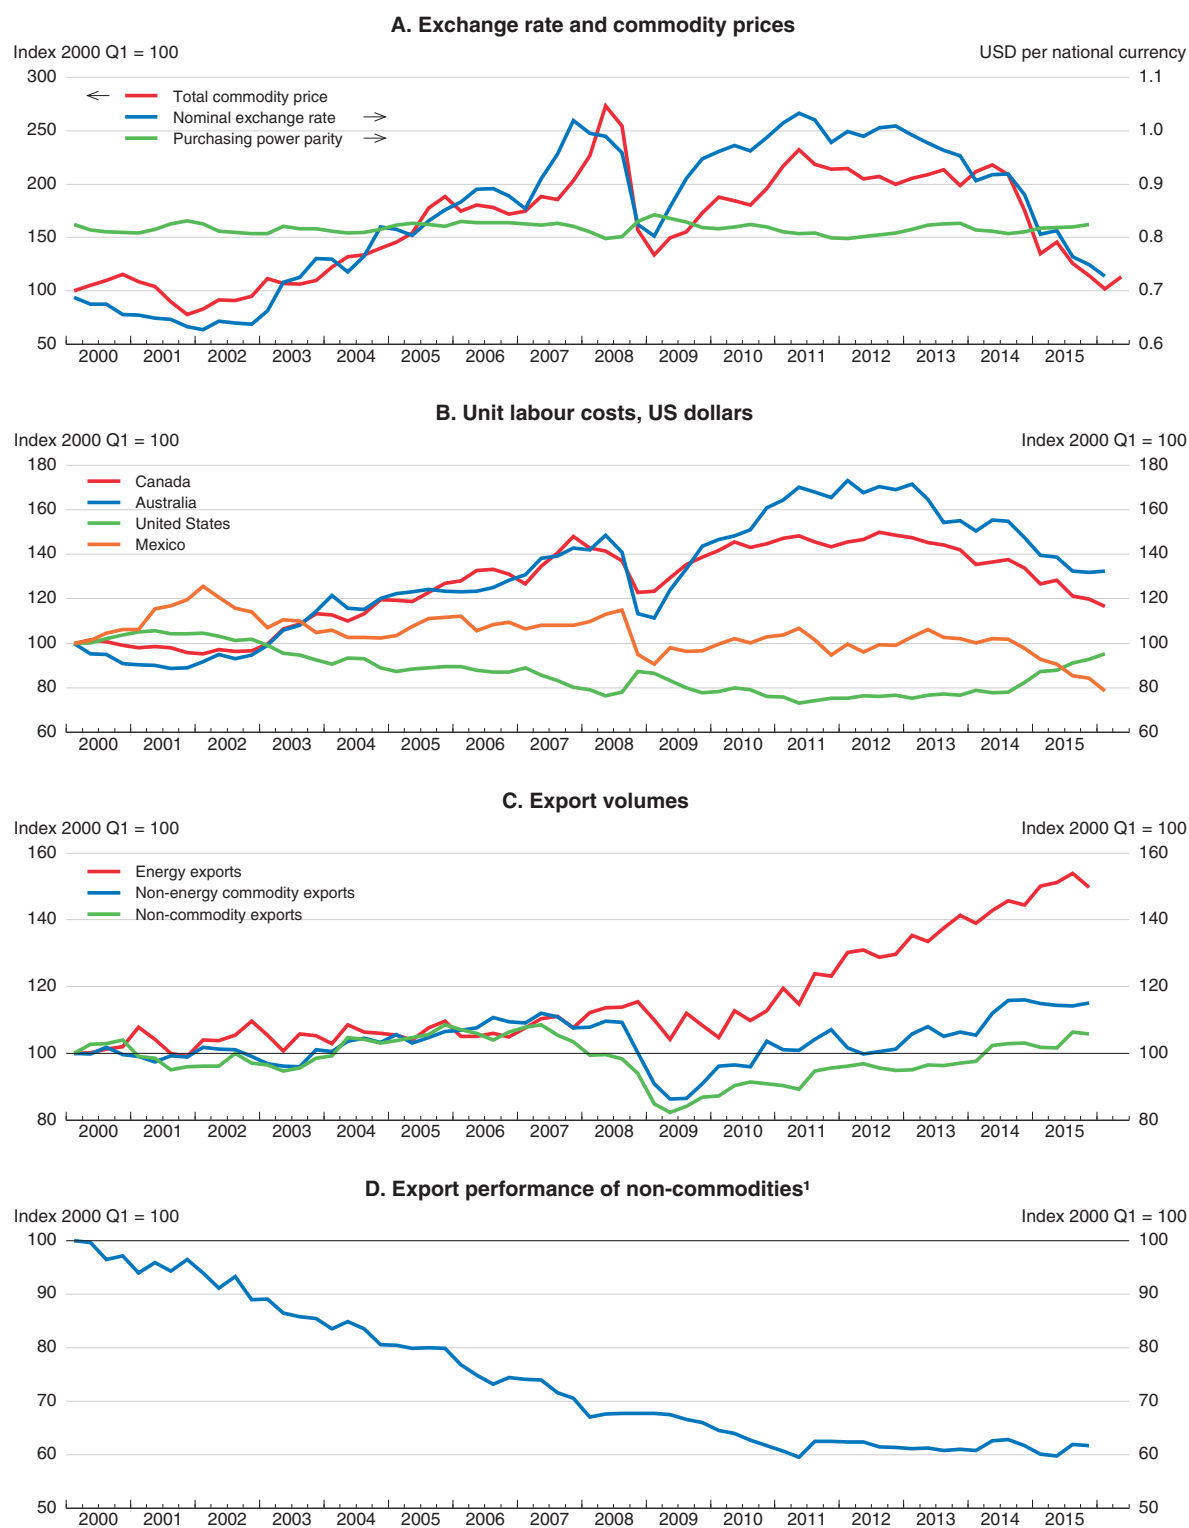 A. Exchange rate and commodity prices
Index 2000 Q1 = 100 USD per national currency
300 1.1
Total commodity price
Nominal exchange rate
Purchasing power parity
250 1.0
200 0.9
150 0.8
100 0.7
50 0.6
2000 2001 2002 2003 2004 2005 2006 2007 2008 2009 2010 2011 2012 2013 2014 2015
B. Unit labour costs, US dollars
Index 2000 Q1 = 100 Index 2000 Q1 = 100
180 180
Canada
Australia
United States
Mexico
160 160
140 140
120 120
100 100
80 80
60 60
2000 2001 2002 2003 2004 2005 2006 2007 2008 2009 2010 2011 2012 2013 2014 2015
C. Export volumes
Index 2000 Q1 = 100 Index 2000 Q1 = 100
160 160
Energy exports
Non-energy commodity exports
Non-commodity exports
140 140
120 120
100 100
80 80
2000 2001 2002 2003 2004 2005 2006 2007 2008 2009 2010 2011 2012 2013 2014 2015
D. Export performance of non-commodities¹
Index 2000 Q1 = 100 Index 2000 Q1 = 100
100 100
90 90
80 80
70 70
60 60
50 50
2000 2001 2002 2003 2004 2005 2006 2007 2008 2009 2010 2011 2012 2013 2014 2015